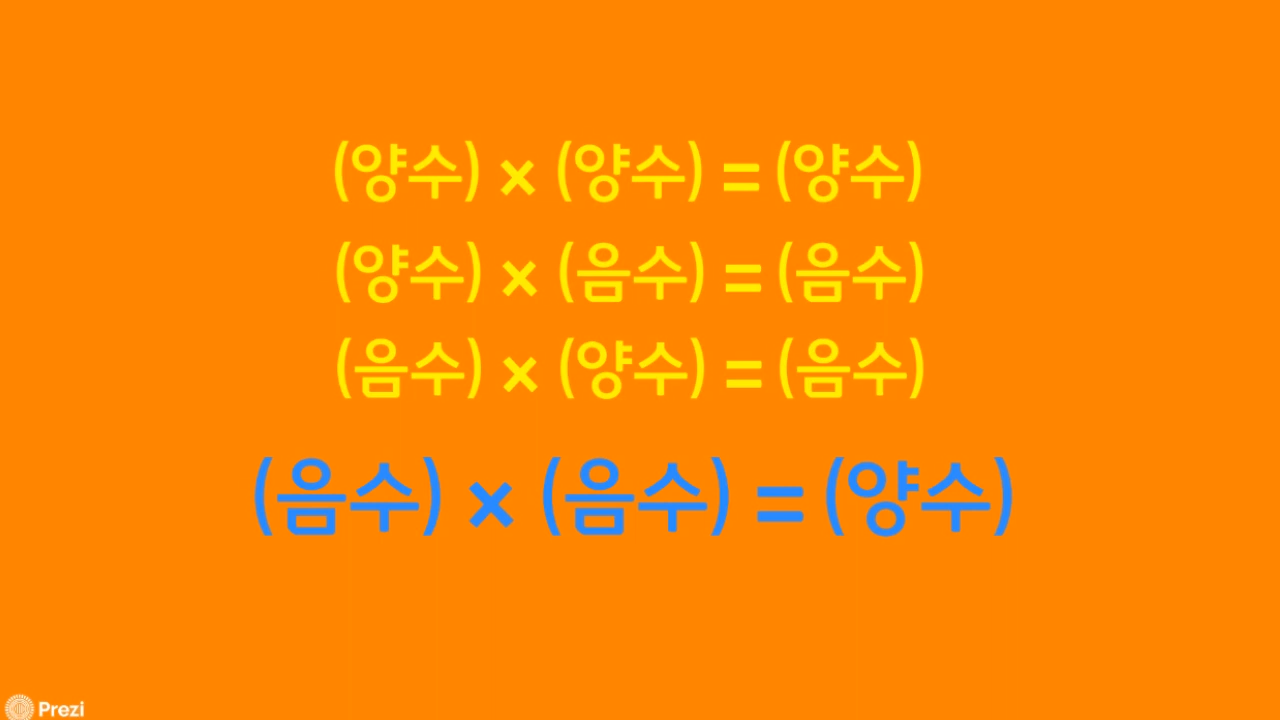 (양수) × (양수) = (양수)
(양수) × (음수) = (음수)
(음수) × (양수) = (음수)
(음수) × (음수) = (양수)
Prezi